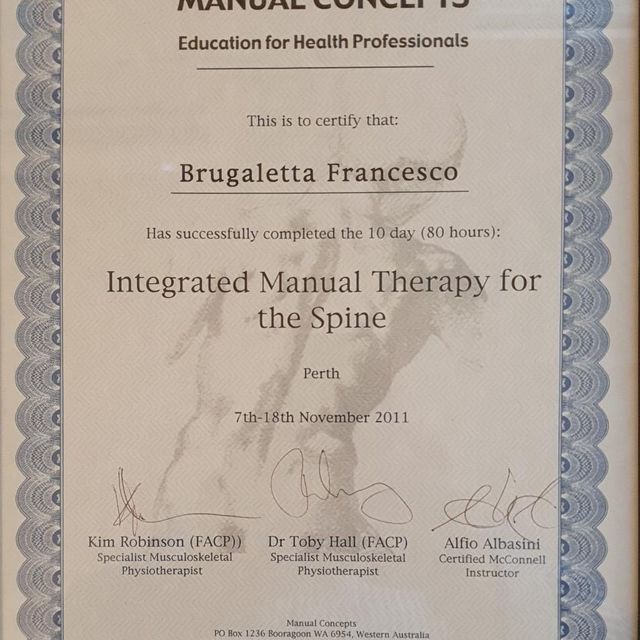 MANUAL CONCEPTS
Education for Health Professionals
This is to certify that:
Brugaletta Francesco
Has successfully completed the 10 day (80 hours):
Integrated Manual Therapy for
the Spine
Perth
7th-18th November 2011
Kim Robinson (FACP)) Dr Toby Hall (FACP) Alfio Albasini
Specialist Musculoskeletal Specialist Musculoskeletal Certified McConnell
Physiotherapist Physiotherapist Instructor
Manual Concepts
PO Box 1236 Booragoon WA 6954, Western Australia